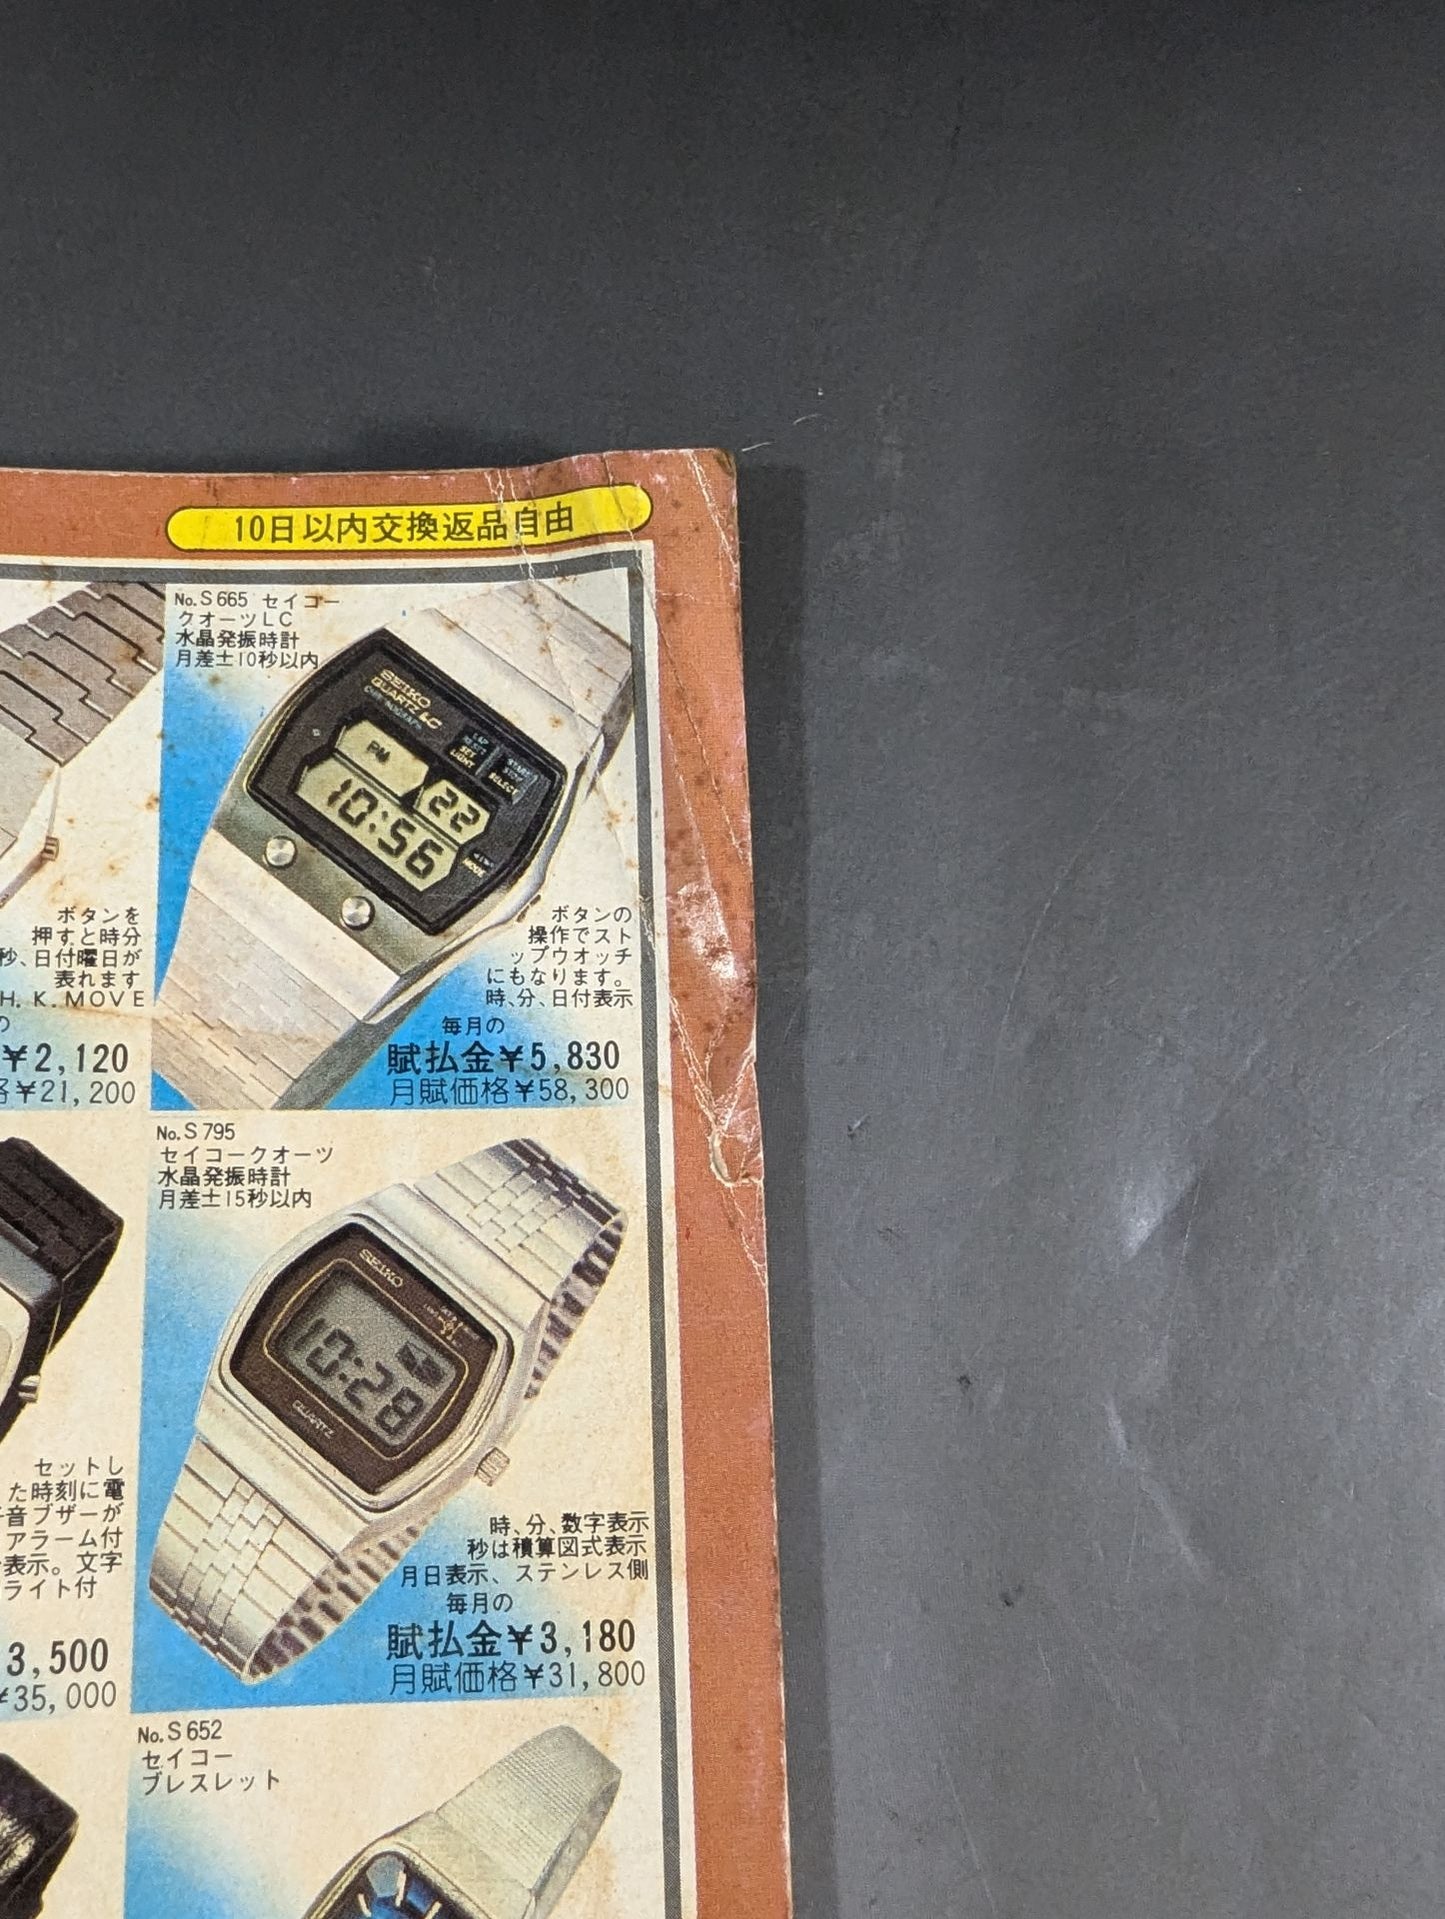 10日以内交換返品自由
No.S665 セイコー
クオーツLC
水晶発振時計
月差±10秒以内
SEIKO
QUARTZ LC
PM
22
10:56
ボタンの
操作でスト
ップウオッチ
にもなります。
時、分、日付表示
毎月の
賦払金¥5,830
月賦価格¥58,300
ボタンを
押すと時分
秒、日付曜日が
表れます
H.K.MOVE
の
¥2,120
格¥21,200
No.S795
セイコークオーツ
水晶発振時計
月差±15秒以内
SEIKO
10:28
QUARTZ
時、分、数字表示
秒は積算図式表示
月日表示、ステンレス側
毎月の
賦払金¥3,180
月賦価格¥31,800
セットし
た時刻に電
子音ブザーが
アラーム付
表示。文字
ライト付
3,500
¥35,000
No.S652
セイコー
ブレスレット